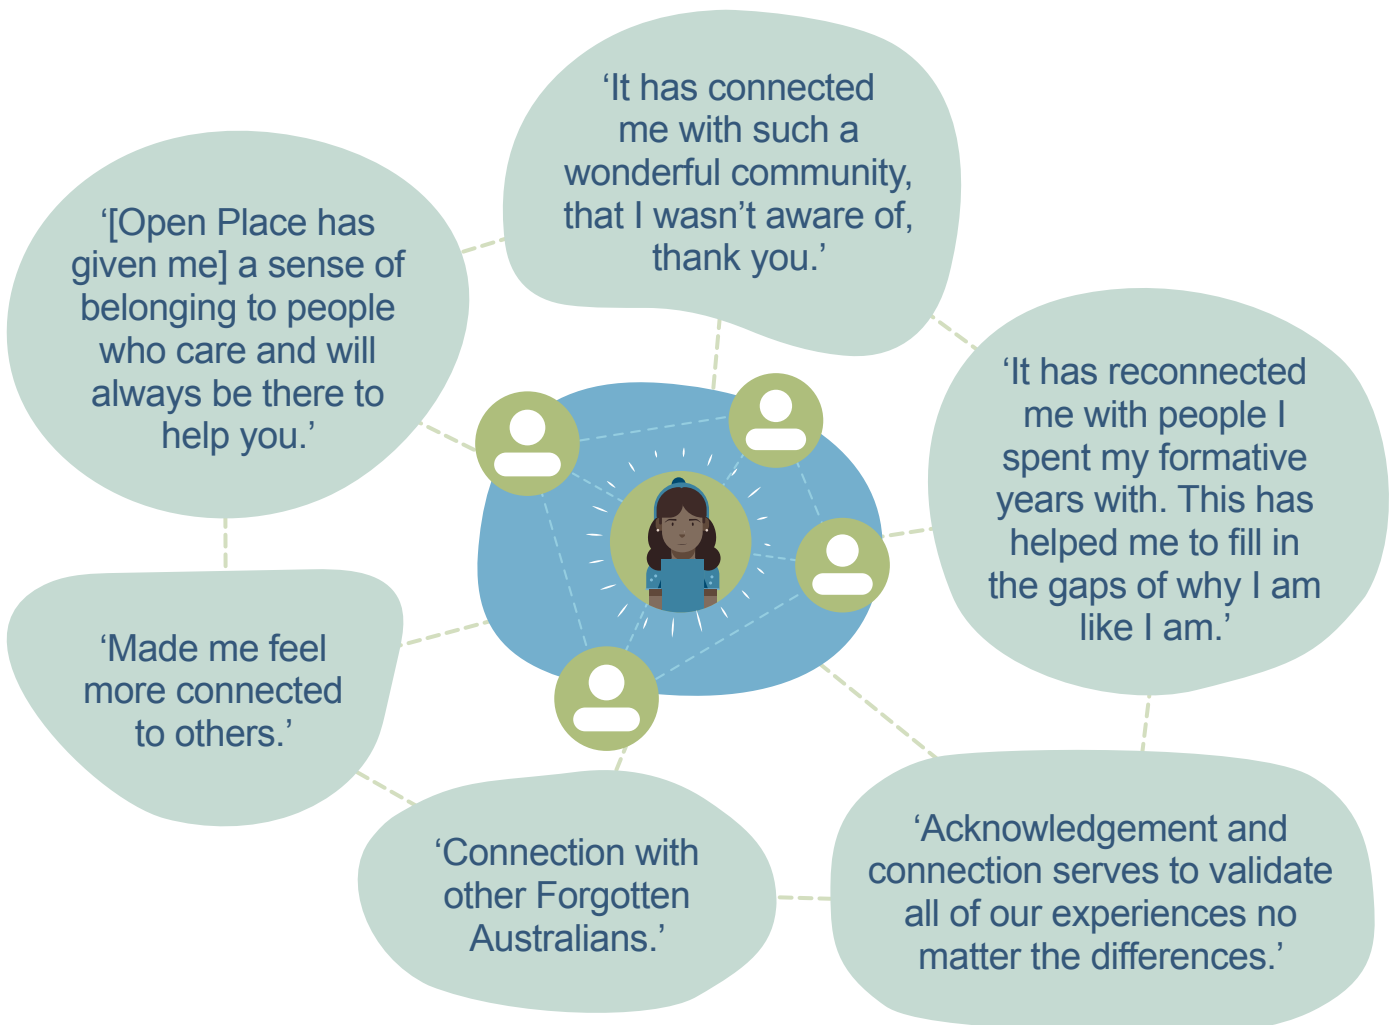 ‘It has connected
me with such a
wonderful community,
that I wasn’t aware of,
thank you.’
‘[Open Place has
given me] a sense of
belonging to people
who care and will
always be there to
help you.’
‘It has reconnected
me with people I
spent my formative
years with. This has
helped me to fill in
the gaps of why I am
like I am.’
‘Made me feel
more connected
to others.’
‘Connection with
other Forgotten
Australians.’
‘Acknowledgement and
connection serves to validate
all of our experiences no
matter the differences.’